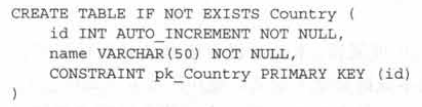 CREATE TABLE IF NOT EXISTS Country (
    id INT AUTO_INCREMENT NOT NULL,
    name VARCHAR(50) NOT NULL,
    CONSTRAINT pk_Country PRIMARY KEY (id)
)